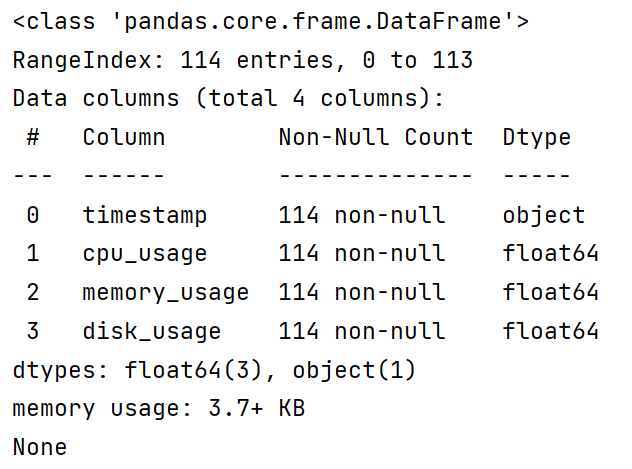 <class 'pandas.core.frame.DataFrame'>
RangeIndex: 114 entries, 0 to 113
Data columns (total 4 columns):
 #   Column        Non-Null Count  Dtype
---  ------        --------------  -----
 0   timestamp     114 non-null    object
 1   cpu_usage     114 non-null    float64
 2   memory_usage  114 non-null    float64
 3   disk_usage    114 non-null    float64
dtypes: float64(3), object(1)
memory usage: 3.7+ KB
None